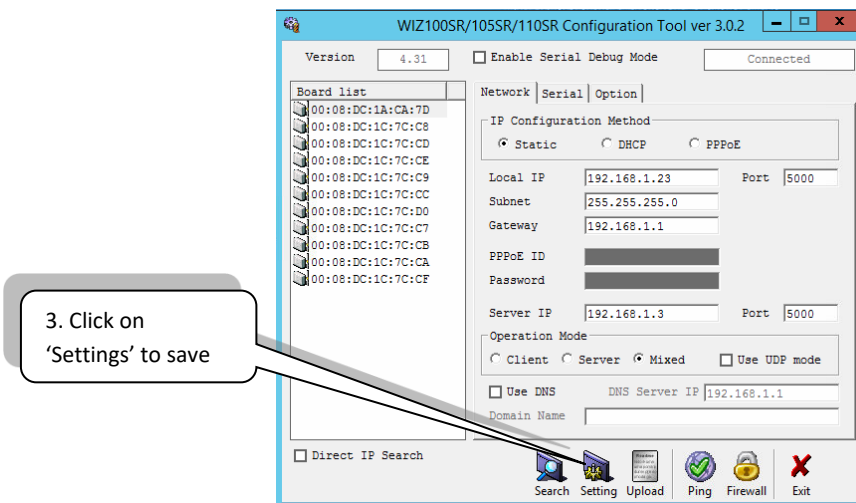 WIZ100SR/105SR/110SR Configuration Tool ver 3.0.2
Version 4.31 Enable Serial Debug Mode Connected
Board list
00:08:DC:1A:CA:7D
00:08:DC:1C:7C:C8
00:08:DC:1C:7C:CD
00:08:DC:1C:7C:CE
00:08:DC:1C:7C:C9
00:08:DC:1C:7C:CC
00:08:DC:1C:7C:D0
00:08:DC:1C:7C:C7
00:08:DC:1C:7C:CB
00:08:DC:1C:7C:CA
00:08:DC:1C:7C:CF
Network Serial Option
IP Configuration Method
Static DHCP PPPoE
Local IP 192.168.1.23 Port 5000
Subnet 255.255.255.0
Gateway 192.168.1.1
PPPoE ID
Password
Server IP 192.168.1.3 Port 5000
Operation Mode
Client Server Mixed Use UDP mode
Use DNS DNS Server IP 192.168.1.1
Domain Name
3. Click on
‘Settings’ to save
Direct IP Search
Search Setting Upload Ping Firewall Exit